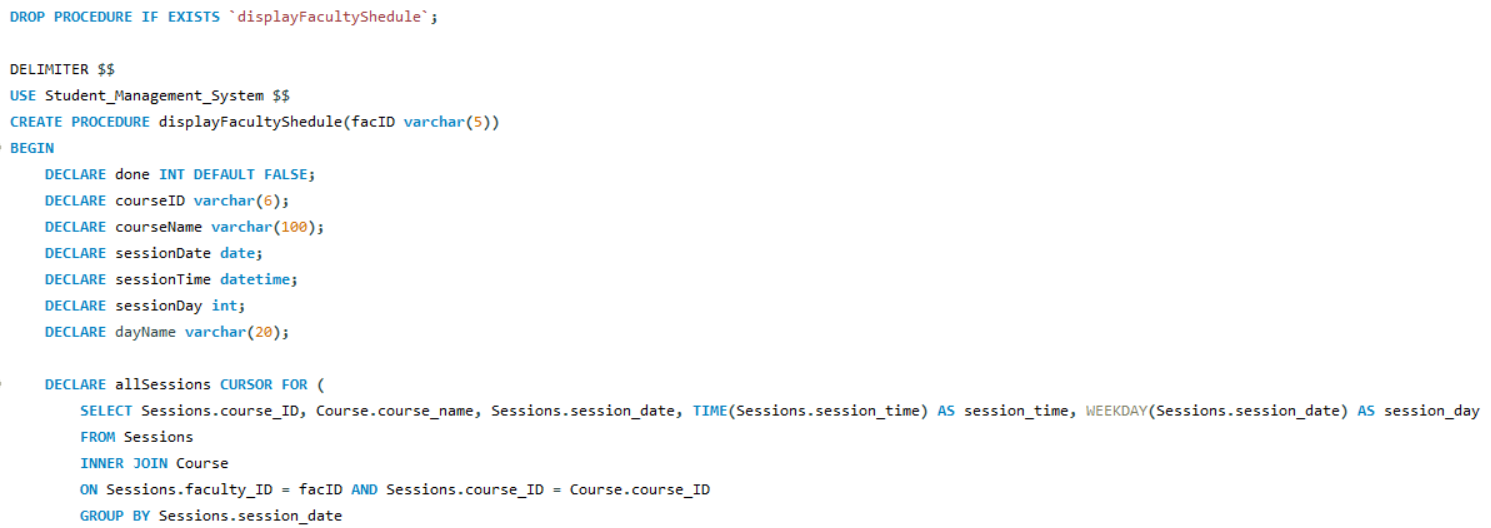 DROP PROCEDURE IF EXISTS `displayFacultyShedule`;
DELIMITER $$
USE Student_Management_System $$
CREATE PROCEDURE displayFacultyShedule(facID varchar(5))
BEGIN
DECLARE done INT DEFAULT FALSE;
DECLARE courseID varchar(6);
DECLARE courseName varchar(100);
DECLARE sessionDate date;
DECLARE sessionTime datetime;
DECLARE sessionDay int;
DECLARE dayName varchar(20);
DECLARE allSessions CURSOR FOR (
SELECT Sessions.course_ID, Course.course_name, Sessions.session_date, TIME(Sessions.session_time) AS session_time, WEEKDAY(Sessions.session_date) AS session_day
FROM Sessions
INNER JOIN Course
ON Sessions.faculty_ID = facID AND Sessions.course_ID = Course.course_ID
GROUP BY Sessions.session_date